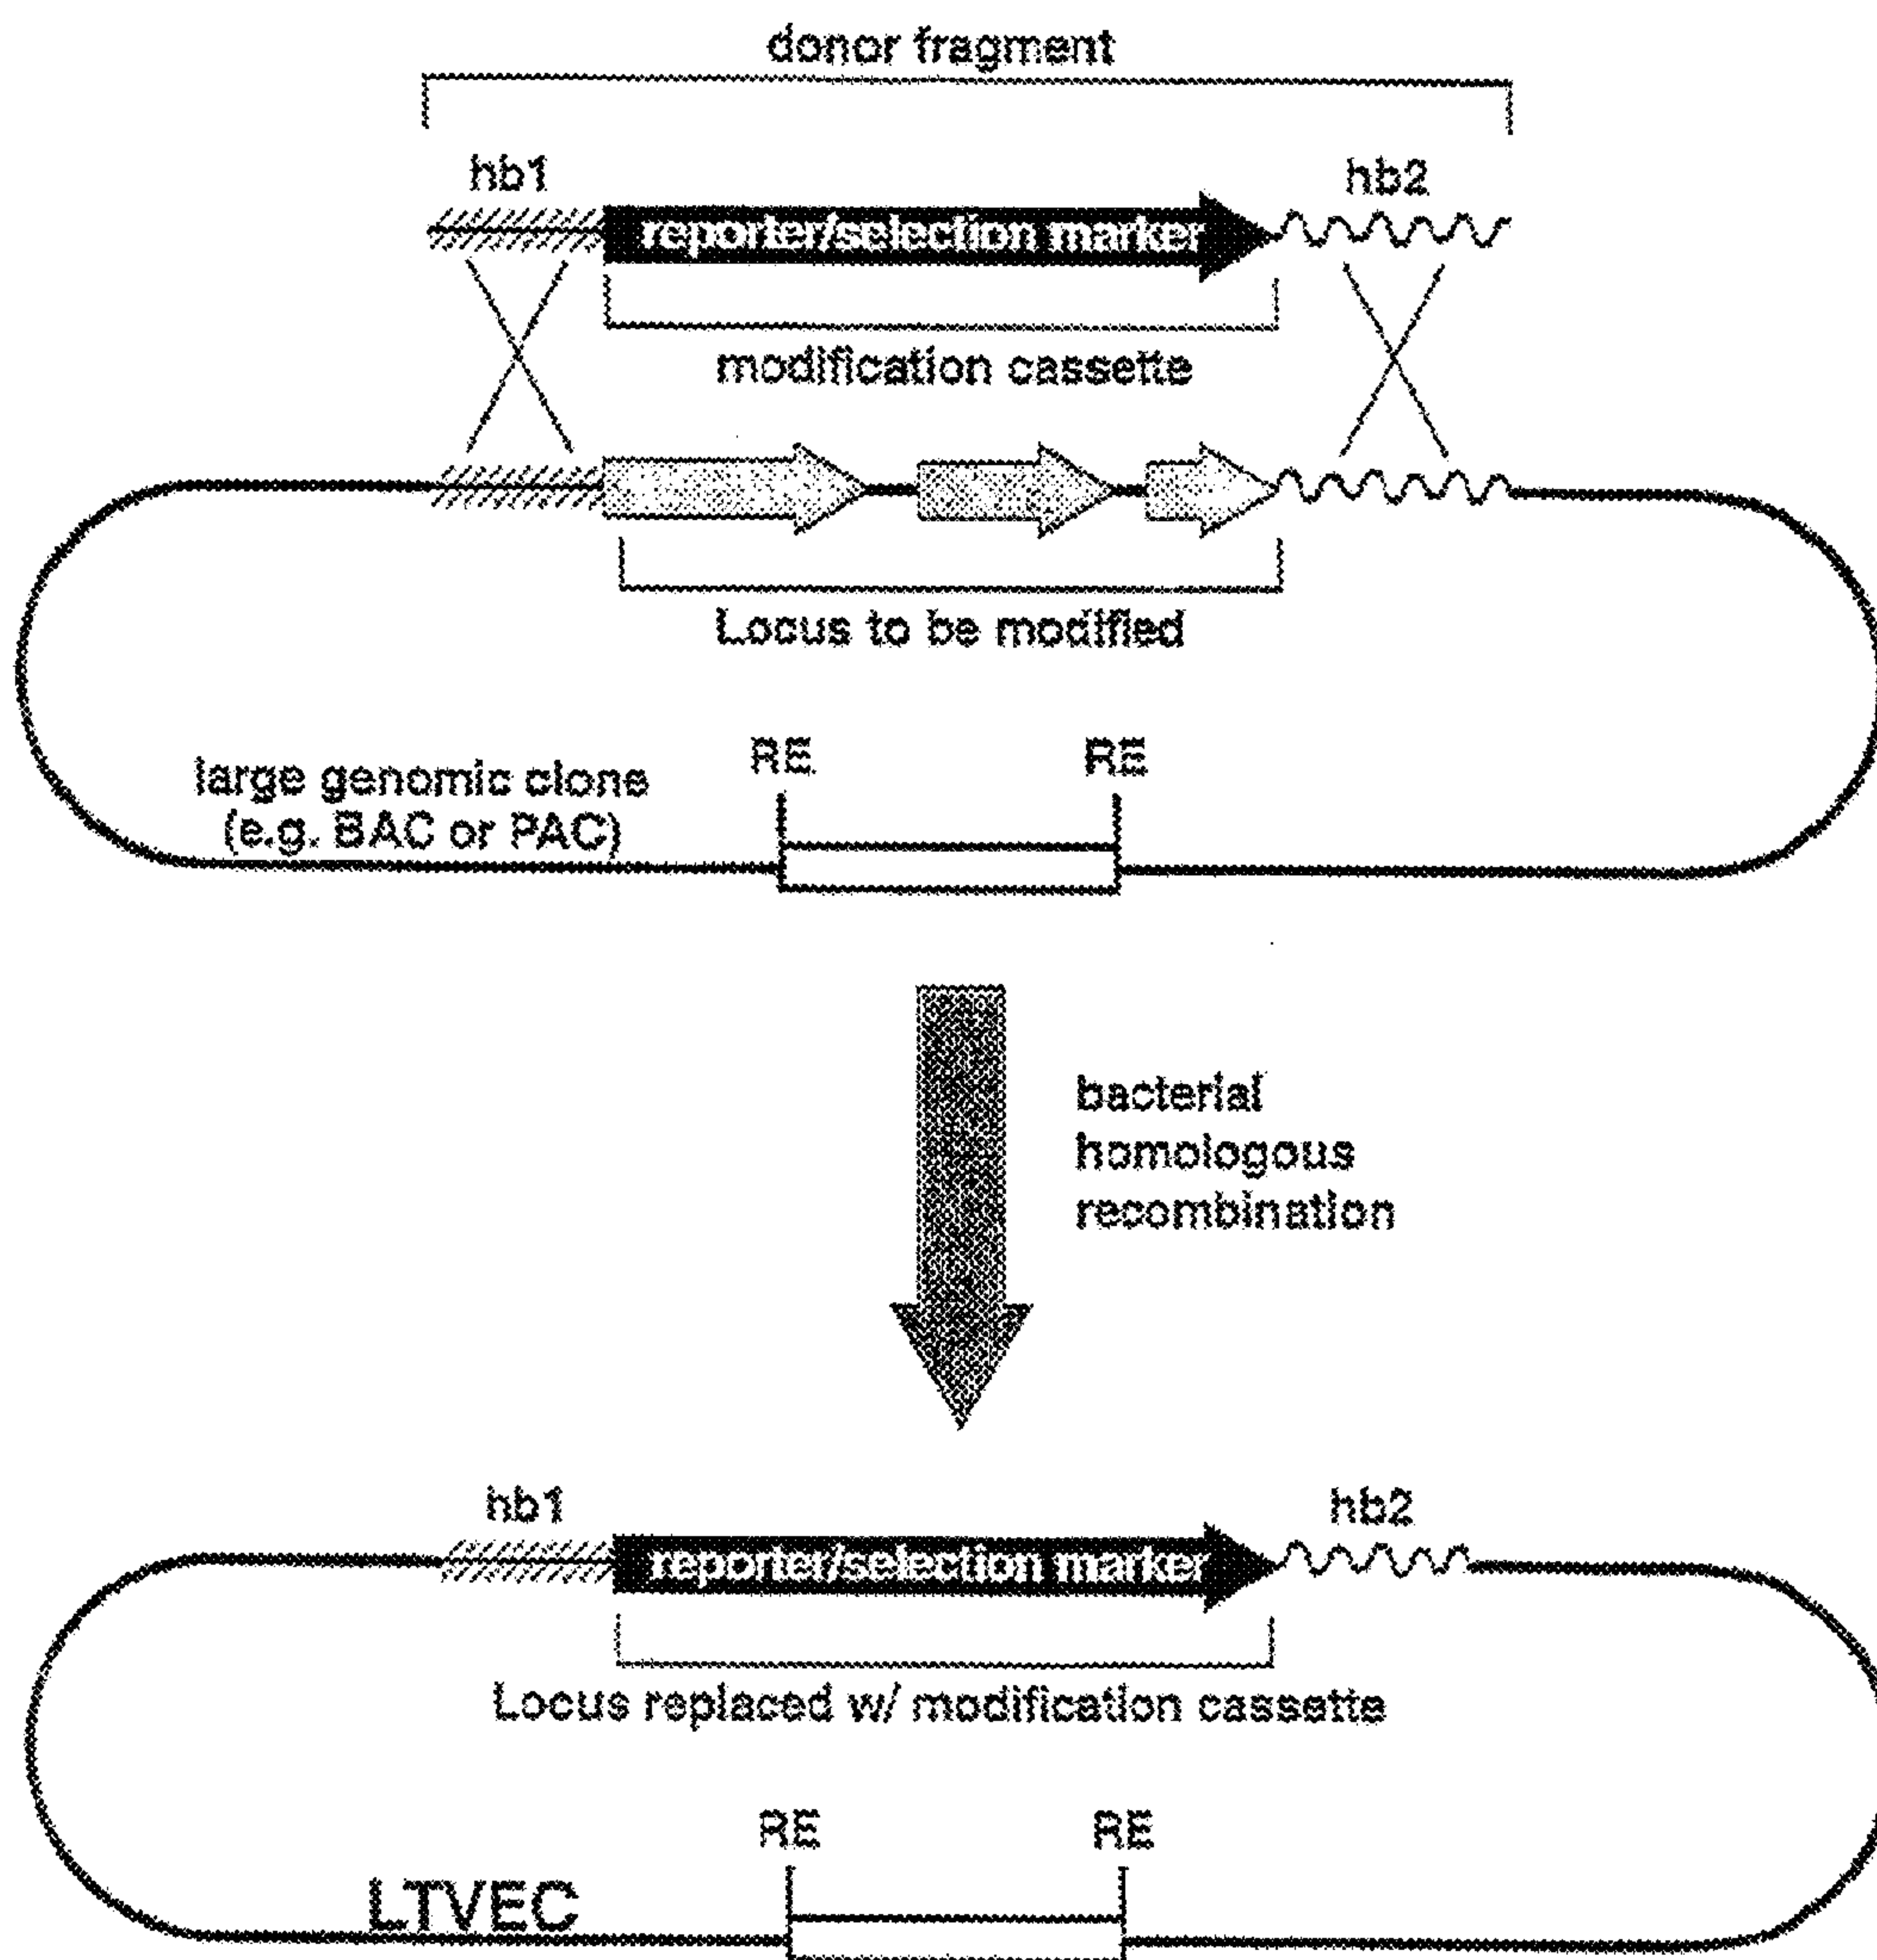 donor fragment
hb1
hb2
reporter/selection marker
modification cassette
Locus to be modified
RE
RE
large genomic clone
(e.g. BAC or PAC)
bacterial
homologous
recombination
hb1
hb2
reporter/selection marker
Locus replaced w/ modification cassette
RE
RE
LTVEC